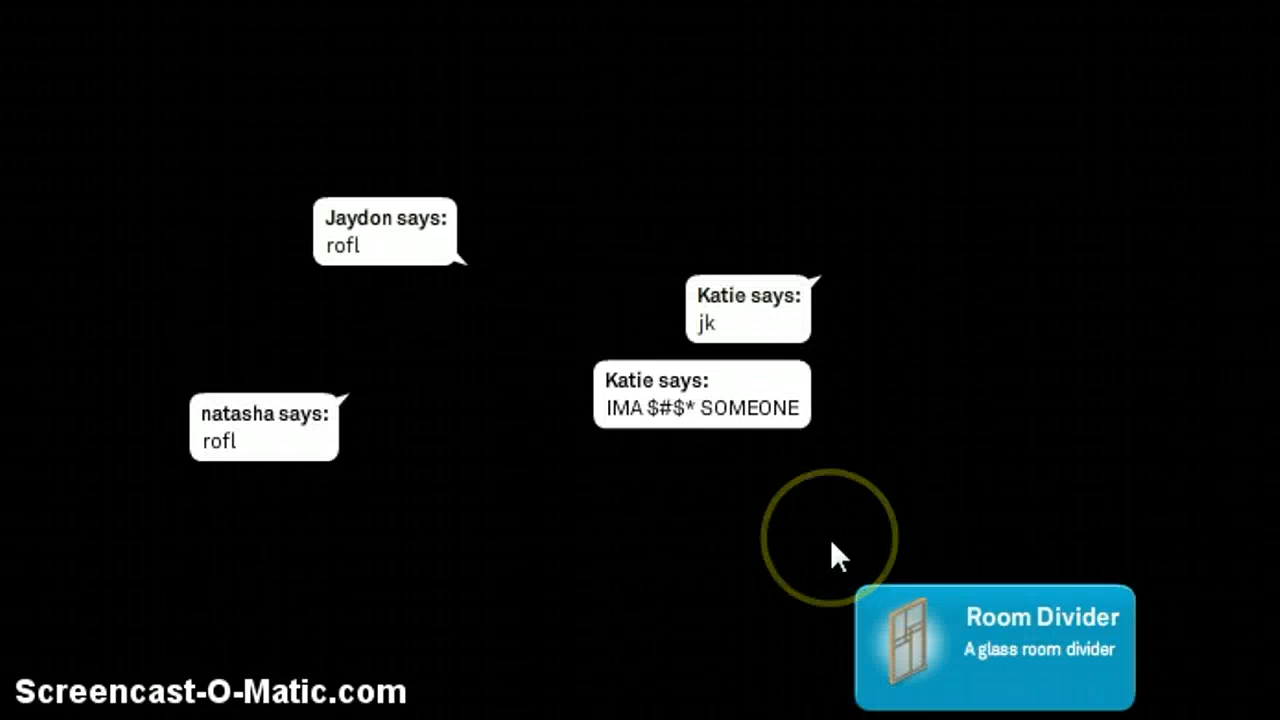 Jaydon says:
rofl
Katie says:
jk
Katie says:
IMA $#$* SOMEONE
natasha says:
rofl
Room Divider
A glass room divider
Screencast-O-Matic.com